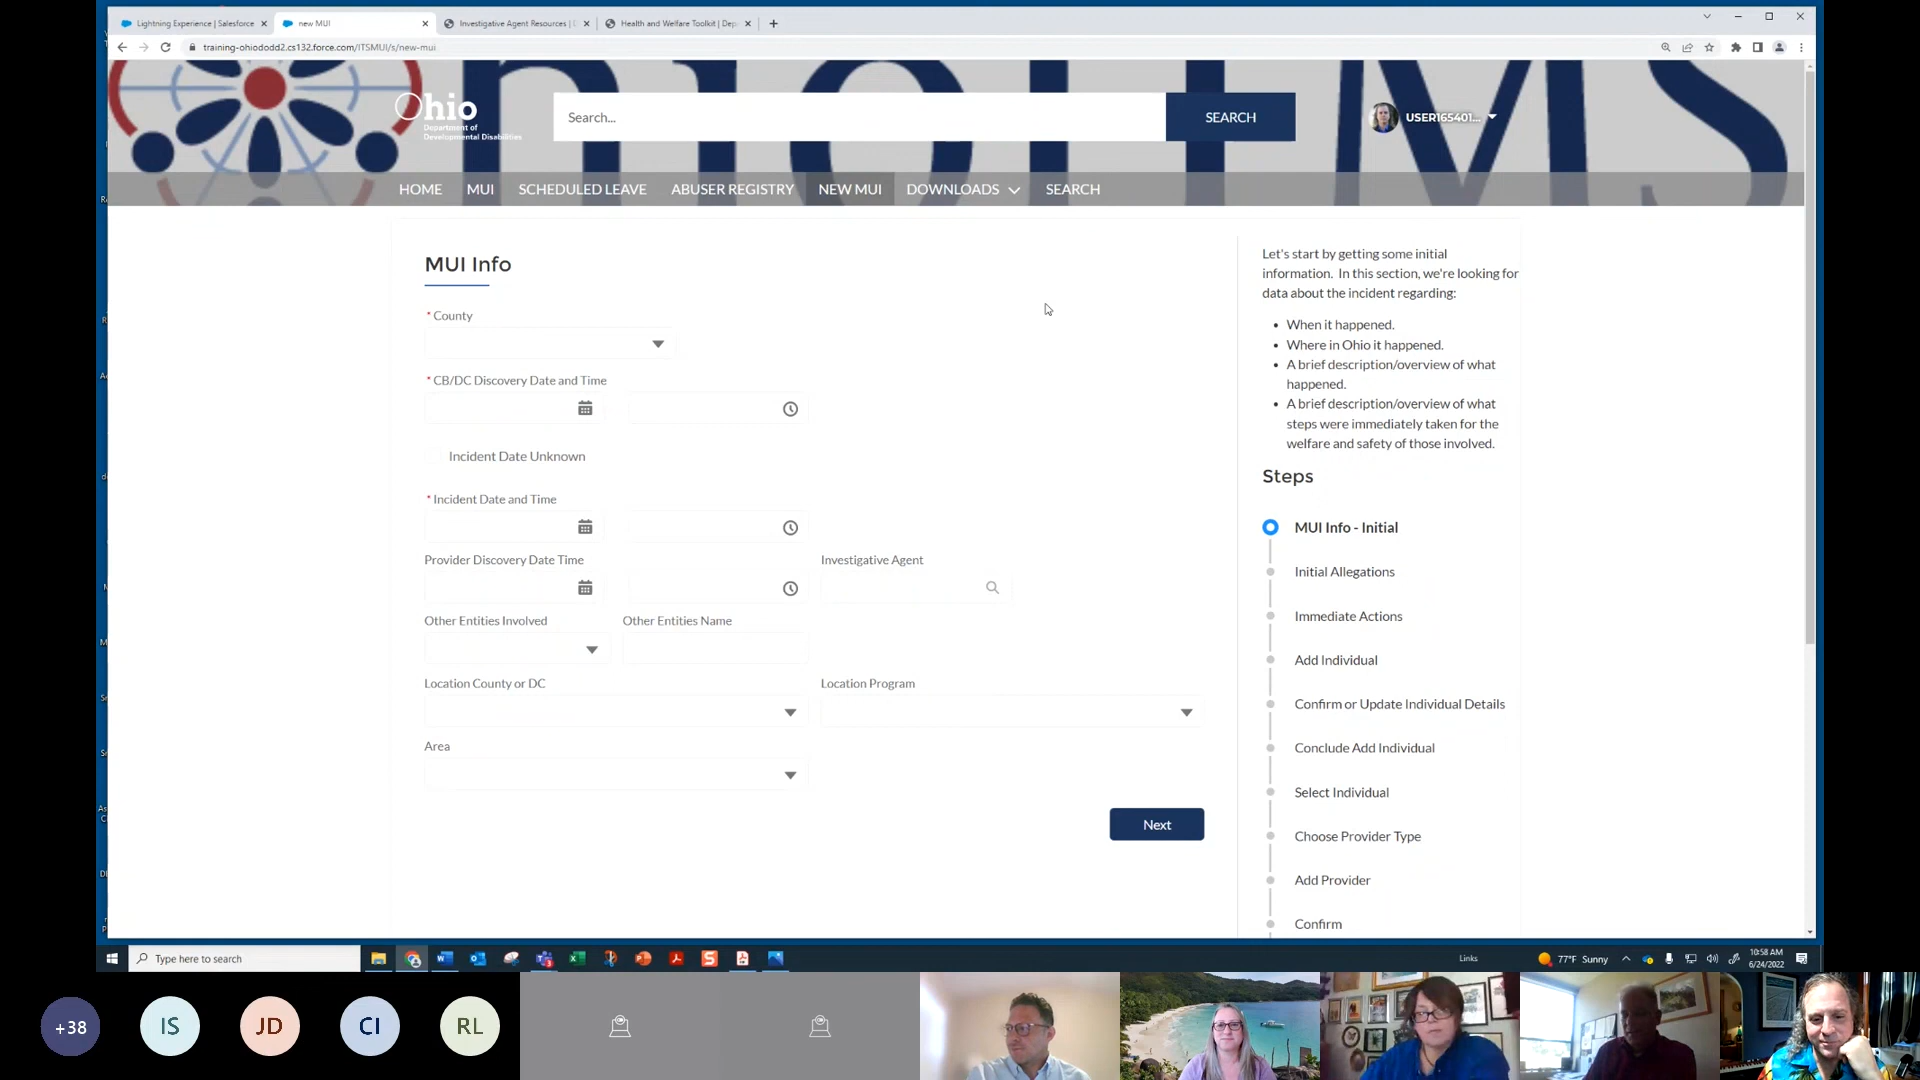 Lightning Experience | Salesforce
new MUI
Investigative Agent Resources | D
Health and Welfare Toolkit | Dep
training-ohiododd2.cs132.force.com/ITSMUI/s/new-mui
Ohio
Department of
Developmental Disabilities
Search...
SEARCH
USER165401...
HOME
MUI
SCHEDULED LEAVE
ABUSER REGISTRY
NEW MUI
DOWNLOADS
SEARCH
MUI Info
* County
* CB/DC Discovery Date and Time
Incident Date Unknown
* Incident Date and Time
Provider Discovery Date Time
Investigative Agent
Other Entities Involved
Other Entities Name
Location County or DC
Location Program
Area
Next
Let's start by getting some initial
information. In this section, we're looking for
data about the incident regarding:
• When it happened.
• Where in Ohio it happened.
• A brief description/overview of what
happened.
• A brief description/overview of what
steps were immediately taken for the
welfare and safety of those involved.
Steps
MUI Info - Initial
Initial Allegations
Immediate Actions
Add Individual
Confirm or Update Individual Details
Conclude Add Individual
Select Individual
Choose Provider Type
Add Provider
Confirm
Type here to search
Links
77°F Sunny
10:58 AM
6/24/2022
+38
IS
JD
CI
RL